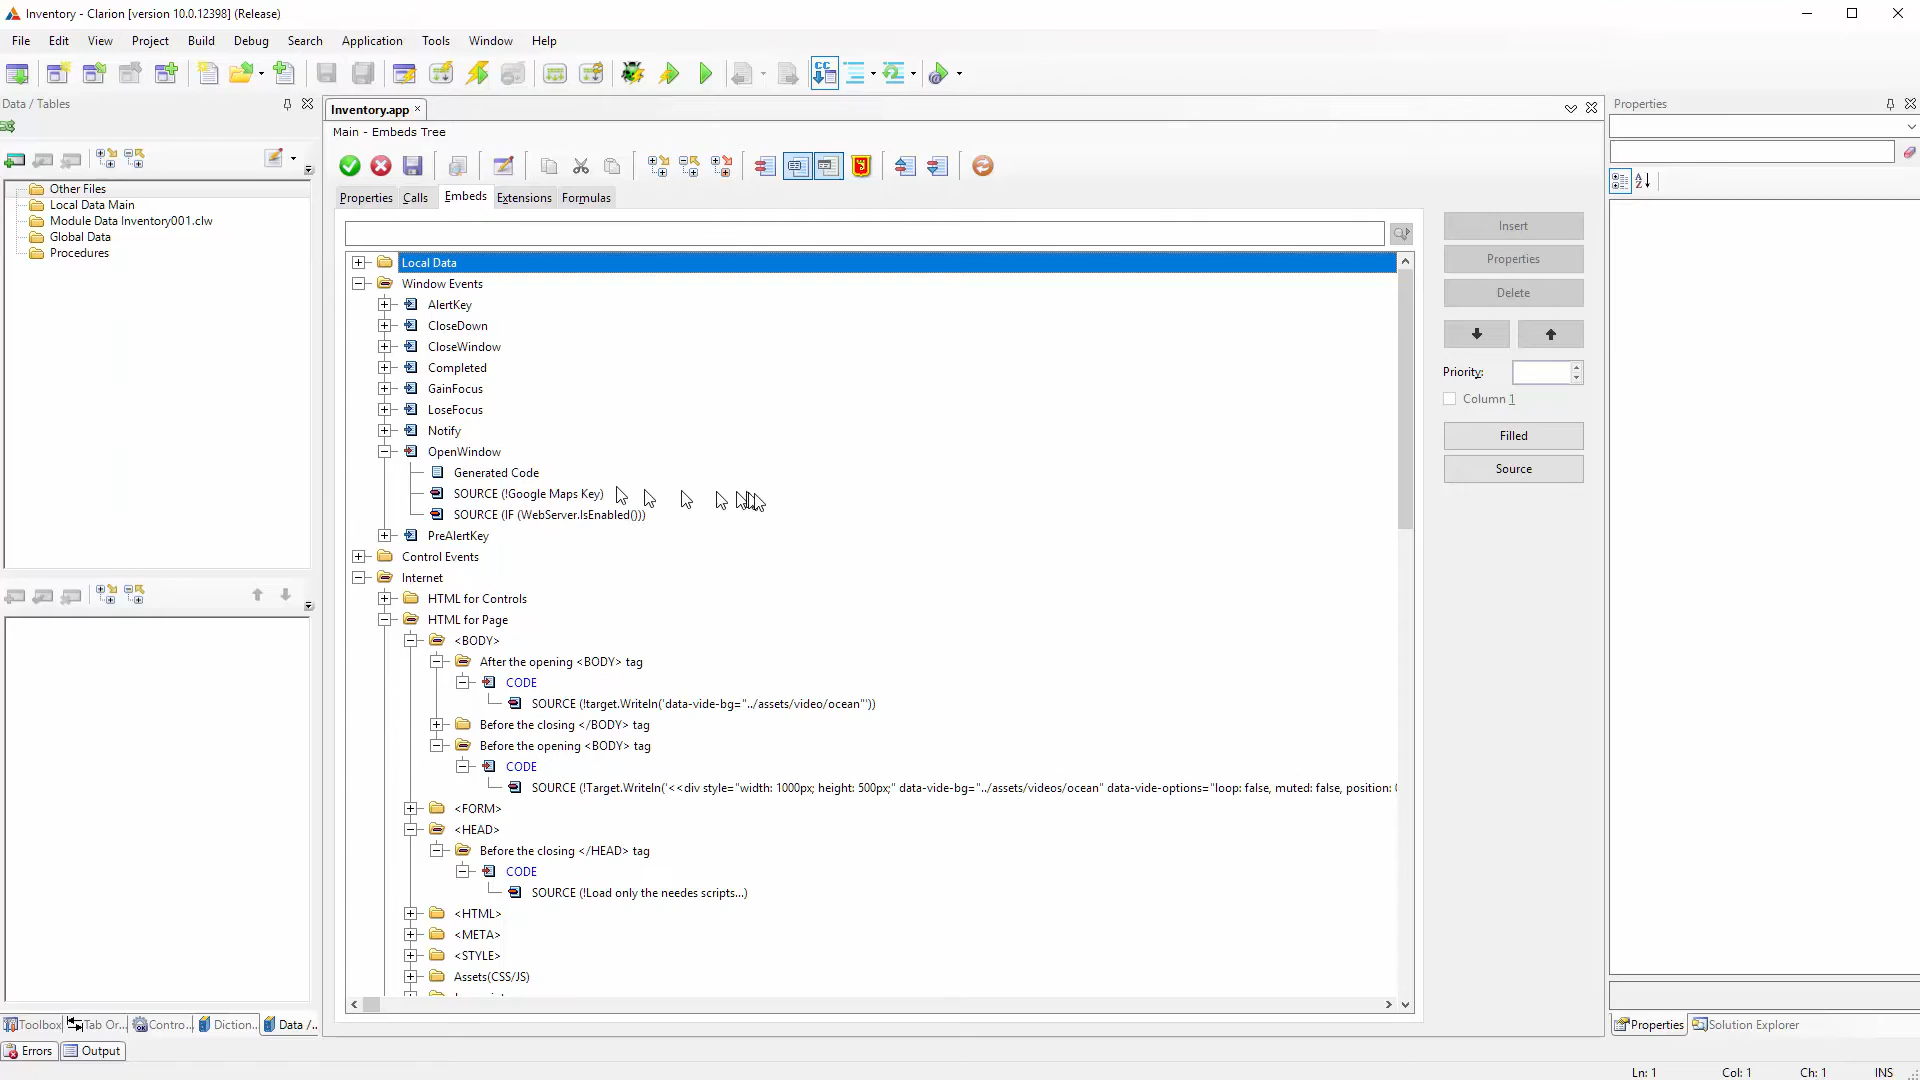 Inventory - Clarion [version 10.0.12398] (Release)
File Edit View Project Build Debug Search Application Tools Window Help
Data / Tables
Other Files
Local Data Main
Module Data Inventory001.clw
Global Data
Procedures
Toolbox Tab Or... Contro... Diction... Data /...
Errors Output
Inventory.app
Main - Embeds Tree
Properties Calls Embeds Extensions Formulas
Local Data
Window Events
AlertKey
CloseDown
CloseWindow
Completed
GainFocus
LoseFocus
Notify
OpenWindow
Generated Code
SOURCE (!Google Maps Key)
SOURCE (IF (WebServer.IsEnabled()))
PreAlertKey
Control Events
Internet
HTML for Controls
HTML for Page
<BODY>
After the opening <BODY> tag
CODE
SOURCE (!target.Writeln('data-vide-bg="../assets/video/ocean"'))
Before the closing </BODY> tag
Before the opening <BODY> tag
CODE
SOURCE (!Target.Writeln('<<div style="width: 1000px; height: 500px;" data-vide-bg="../assets/videos/ocean" data-vide-options="loop: false, muted: false, position:
<FORM>
<HEAD>
Before the closing </HEAD> tag
CODE
SOURCE (!Load only the needes scripts...)
<HTML>
<META>
<STYLE>
Assets(CSS/JS)
Insert
Properties
Delete
Priority:
Column 1
Filled
Source
Properties
Properties Solution Explorer
Ln: 1 Col: 1 Ch: 1 INS